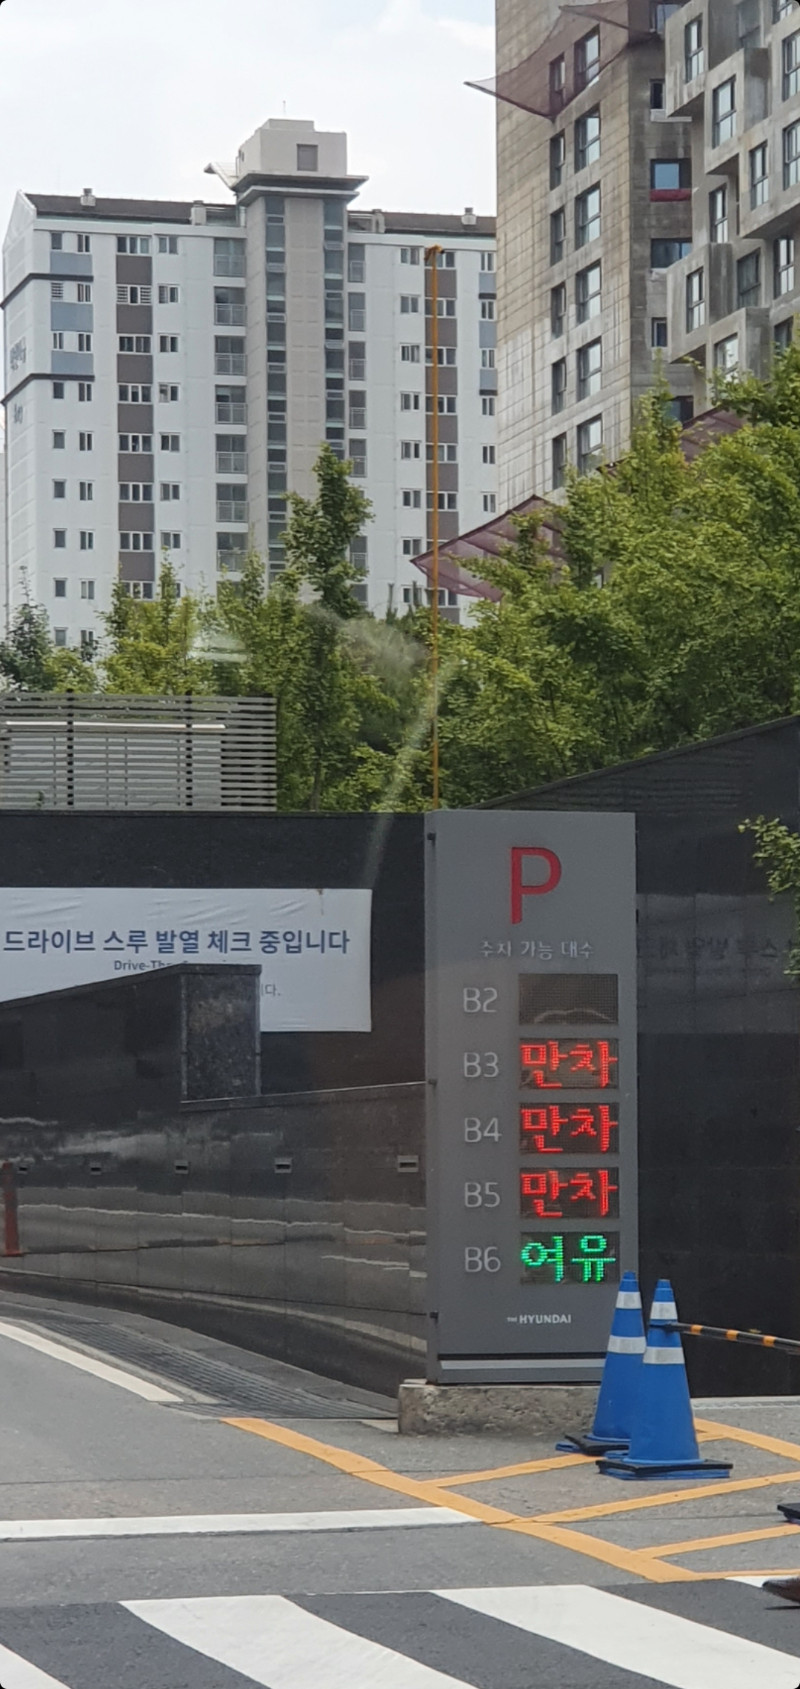 드라이브 스루 발열 체크 중입니다
P
주차 가능 대수
B2
B3 만차
B4 만차
B5 만차
B6 여유
THE HYUNDAI